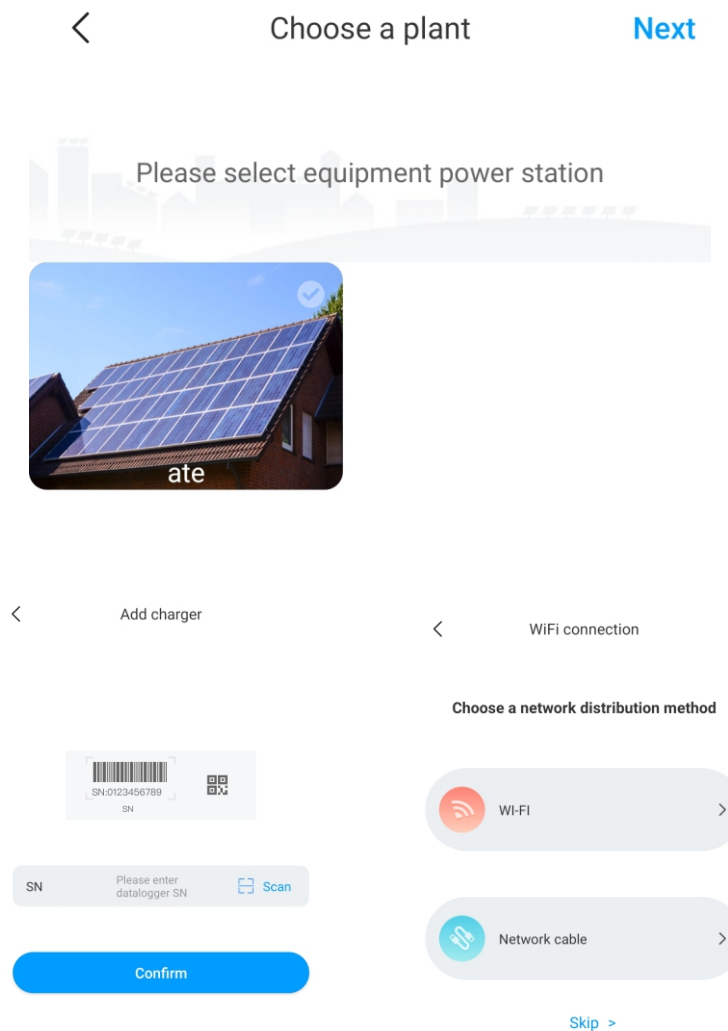 Choose a plant
Next
Please select equipment power station
ate
Add charger
SN:0123456789
SN
SN
Please enter
datalogger SN
Scan
Confirm
WiFi connection
Choose a network distribution method
WI-FI
Network cable
Skip >